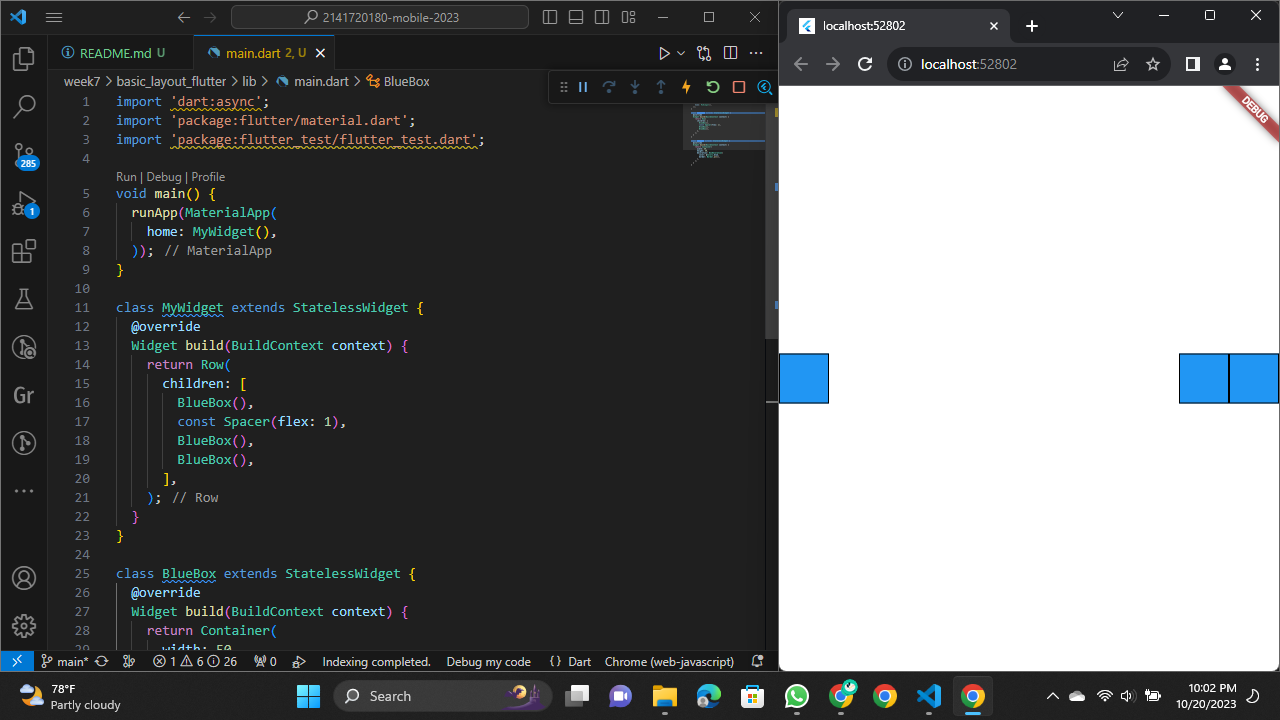 2141720180-mobile-2023
README.md U
main.dart 2, U
week7 > basic_layout_flutter > lib > main.dart > BlueBox
1 import 'dart:async';
2 import 'package:flutter/material.dart';
3 import 'package:flutter_test/flutter_test.dart';
4
Run | Debug | Profile
5 void main() {
6 runApp(MaterialApp(
7 home: MyWidget(),
8 )); // MaterialApp
9 }
10
11 class MyWidget extends StatelessWidget {
12 @override
13 Widget build(BuildContext context) {
14 return Row(
15 children: [
16 BlueBox(),
17 const Spacer(flex: 1),
18 BlueBox(),
19 BlueBox(),
20 ],
21 ); // Row
22 }
23 }
24
25 class BlueBox extends StatelessWidget {
26 @override
27 Widget build(BuildContext context) {
28 return Container(
29 width: 50
285
1
Gr
main* 1 6 26 0 Indexing completed. Debug my code { } Dart Chrome (web-javascript)
localhost:52802
localhost:52802
DEBUG
78°F
Partly cloudy
Search
10:02 PM
10/20/2023